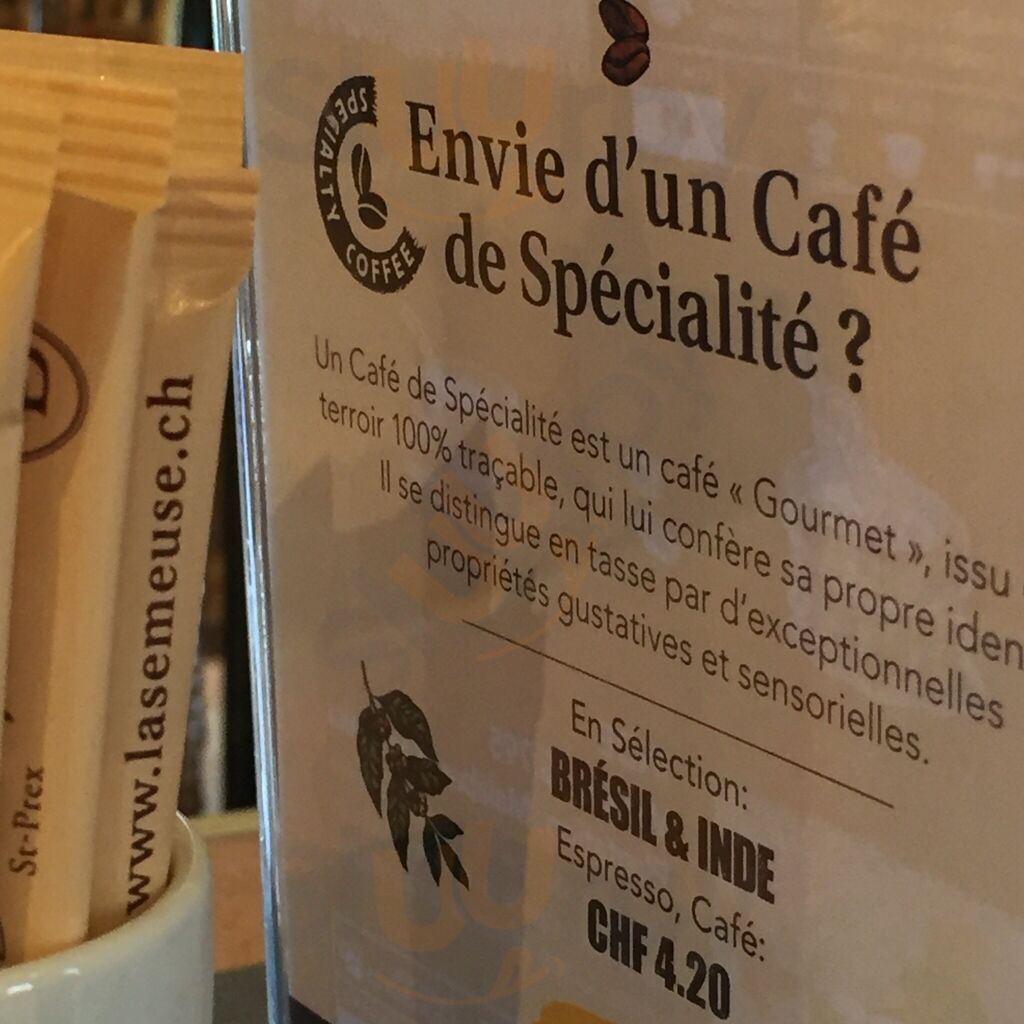 SPECIALTY COFFEE
Envie d'un Café
de Spécialité ?
Un Café de Spécialité est un café « Gourmet », issu
terroir 100% traçable, qui lui confère sa propre iden
Il se distingue en tasse par d'exceptionnelles
propriétés gustatives et sensorielles.
En Sélection:
BRÉSIL & INDE
Espresso, Café:
CHF 4.20
www.lasemeuse.ch
St-Prex